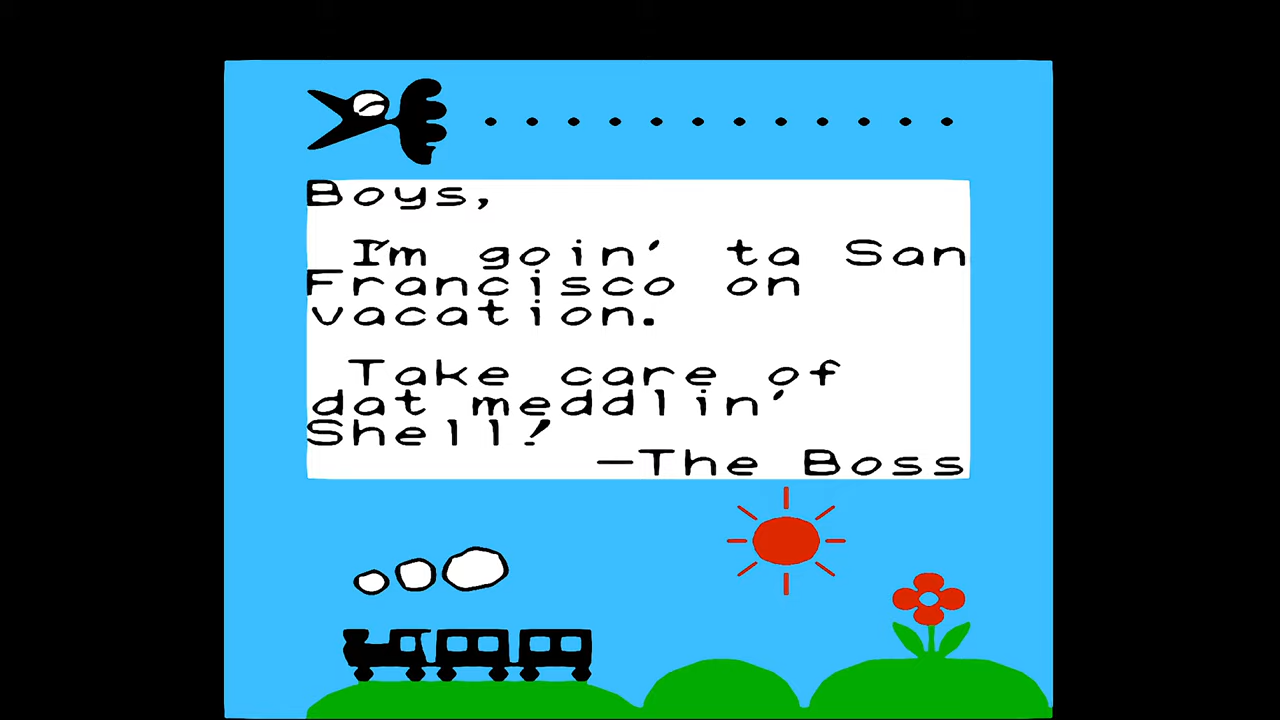 Boys,
I'm goin' ta San
Francisco on
vacation.
Take care of
dat meddlin'
Shell!
-The Boss